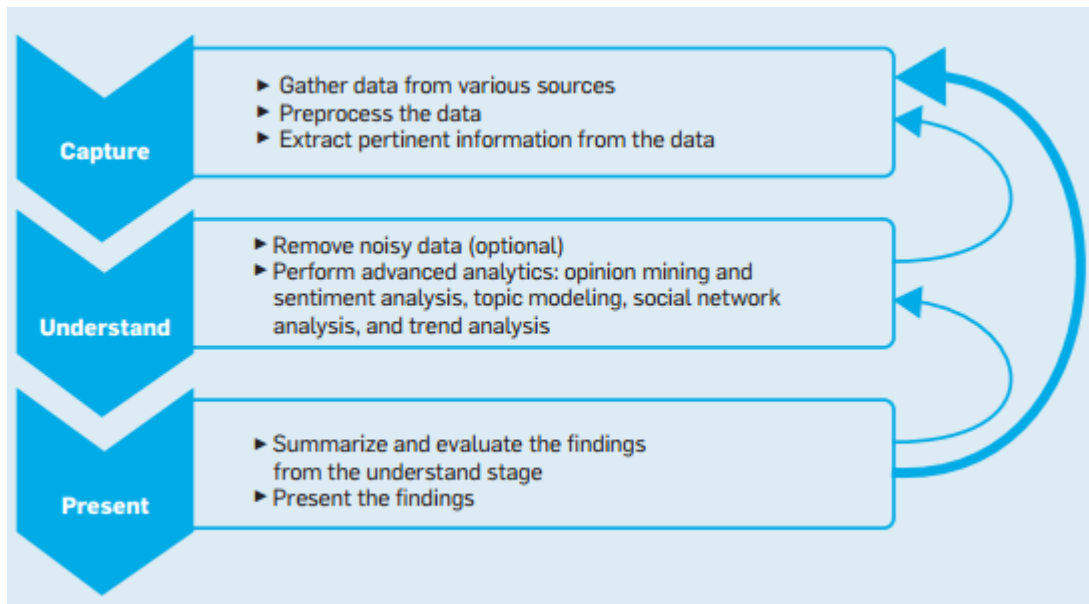 Capture
► Gather data from various sources
► Preprocess the data
► Extract pertinent information from the data
Understand
► Remove noisy data (optional)
► Perform advanced analytics: opinion mining and
sentiment analysis, topic modeling, social network
analysis, and trend analysis
Present
► Summarize and evaluate the findings
from the understand stage
► Present the findings